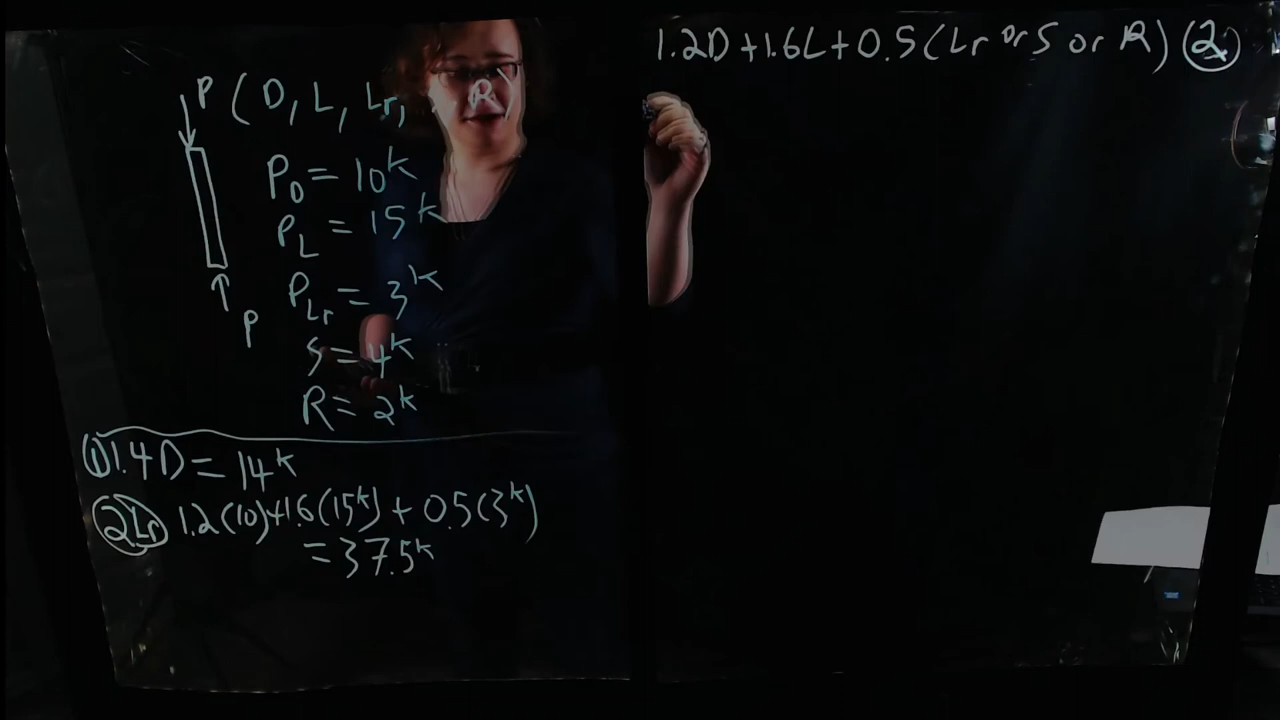 P ( D, L, Lr, R)
P_D = 10^k
P_L = 15^k
P_Lr = 3^k
S = 4^k
R = 2^k
P
① 1.4D = 14^k
②Lr 1.2(10)+1.6(15^k) + 0.5(3^k)
= 37.5^k
1.2D+1.6L+0.5(Lr or S or R) ②